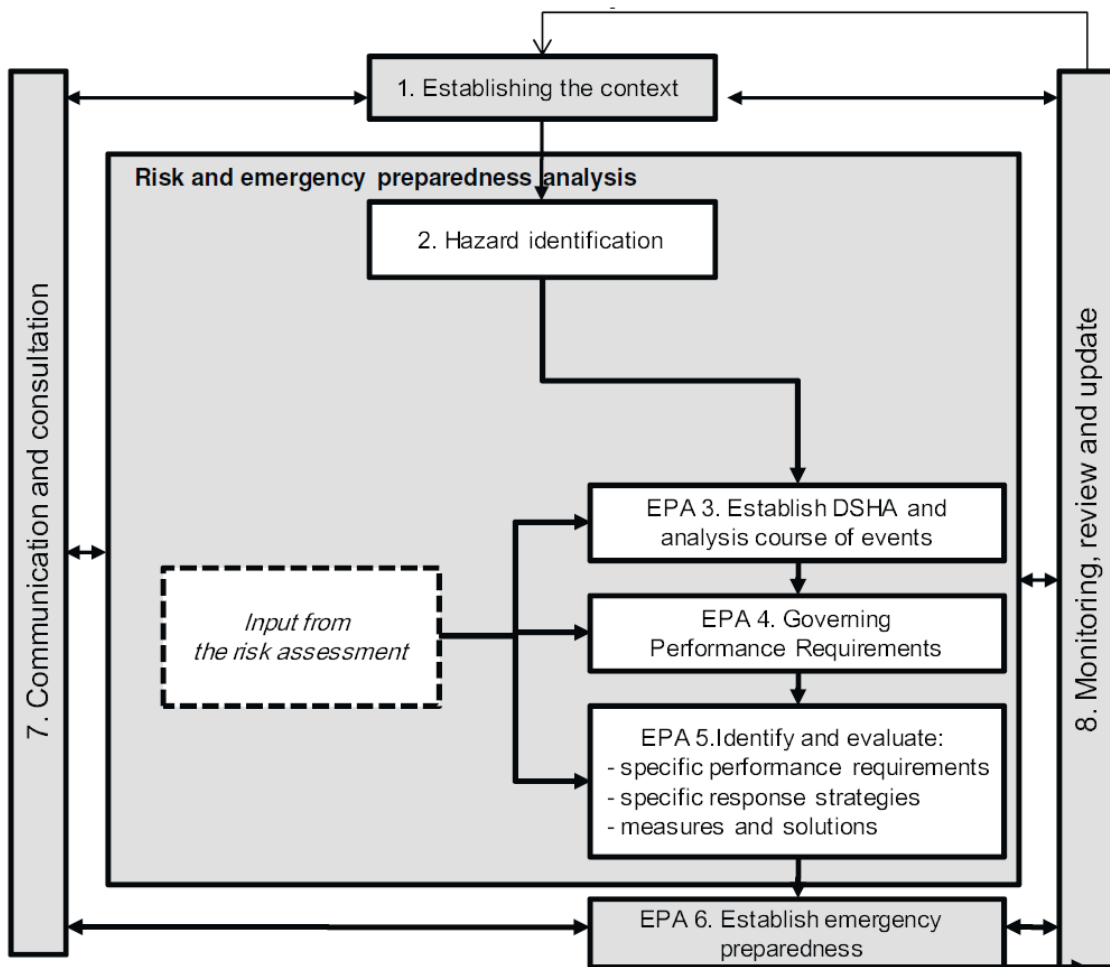 1. Establishing the context
Risk and emergency preparedness analysis
2. Hazard identification
7. Communication and consultation
8. Monitoring, review and update
EPA 3. Establish DSHA and
analysis course of events
Input from
the risk assessment
EPA 4. Governing
Performance Requirements
EPA 5.Identify and evaluate:
- specific performance requirements
- specific response strategies
- measures and solutions
EPA 6. Establish emergency
preparedness